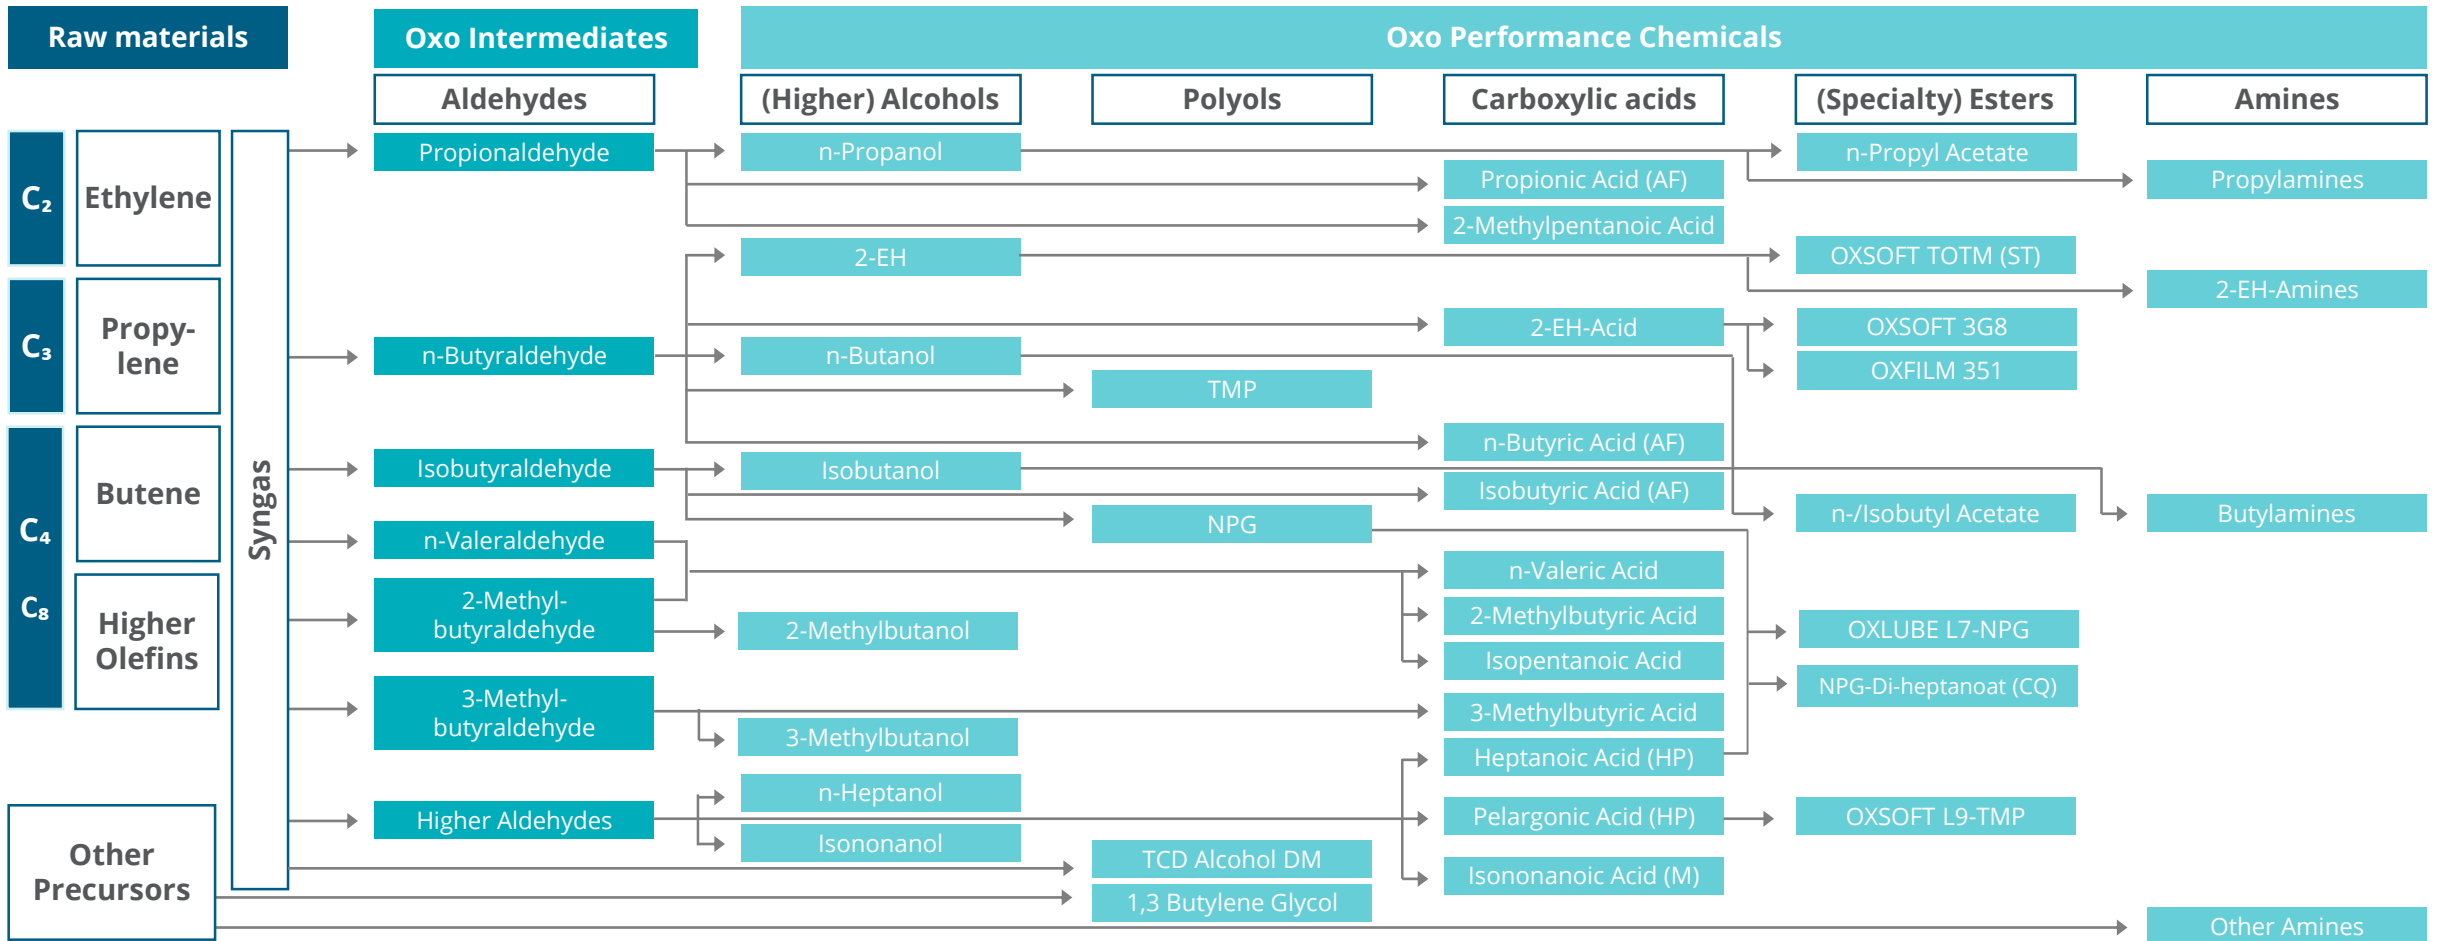 Raw materials
Oxo Intermediates
Oxo Performance Chemicals
Aldehydes
(Higher) Alcohols
Polyols
Carboxylic acids
(Specialty) Esters
Amines
C₂
Ethylene
C₃
Propy-
lene
C₄
Butene
C₈
Higher
Olefins
Other
Precursors
Syngas
Propionaldehyde
n-Butyraldehyde
Isobutyraldehyde
n-Valeraldehyde
2-Methyl-
butyraldehyde
3-Methyl-
butyraldehyde
Higher Aldehydes
n-Propanol
2-EH
n-Butanol
Isobutanol
2-Methylbutanol
3-Methylbutanol
n-Heptanol
Isononanol
TMP
NPG
TCD Alcohol DM
1,3 Butylene Glycol
Propionic Acid (AF)
2-Methylpentanoic Acid
2-EH-Acid
n-Butyric Acid (AF)
Isobutyric Acid (AF)
n-Valeric Acid
2-Methylbutyric Acid
Isopentanoic Acid
3-Methylbutyric Acid
Heptanoic Acid (HP)
Pelargonic Acid (HP)
Isononanoic Acid (M)
n-Propyl Acetate
OXSOFT TOTM (ST)
OXSOFT 3G8
OXFILM 351
n-/Isobutyl Acetate
OXLUBE L7-NPG
NPG-Di-heptanoat (CQ)
OXSOFT L9-TMP
Propylamines
2-EH-Amines
Butylamines
Other Amines